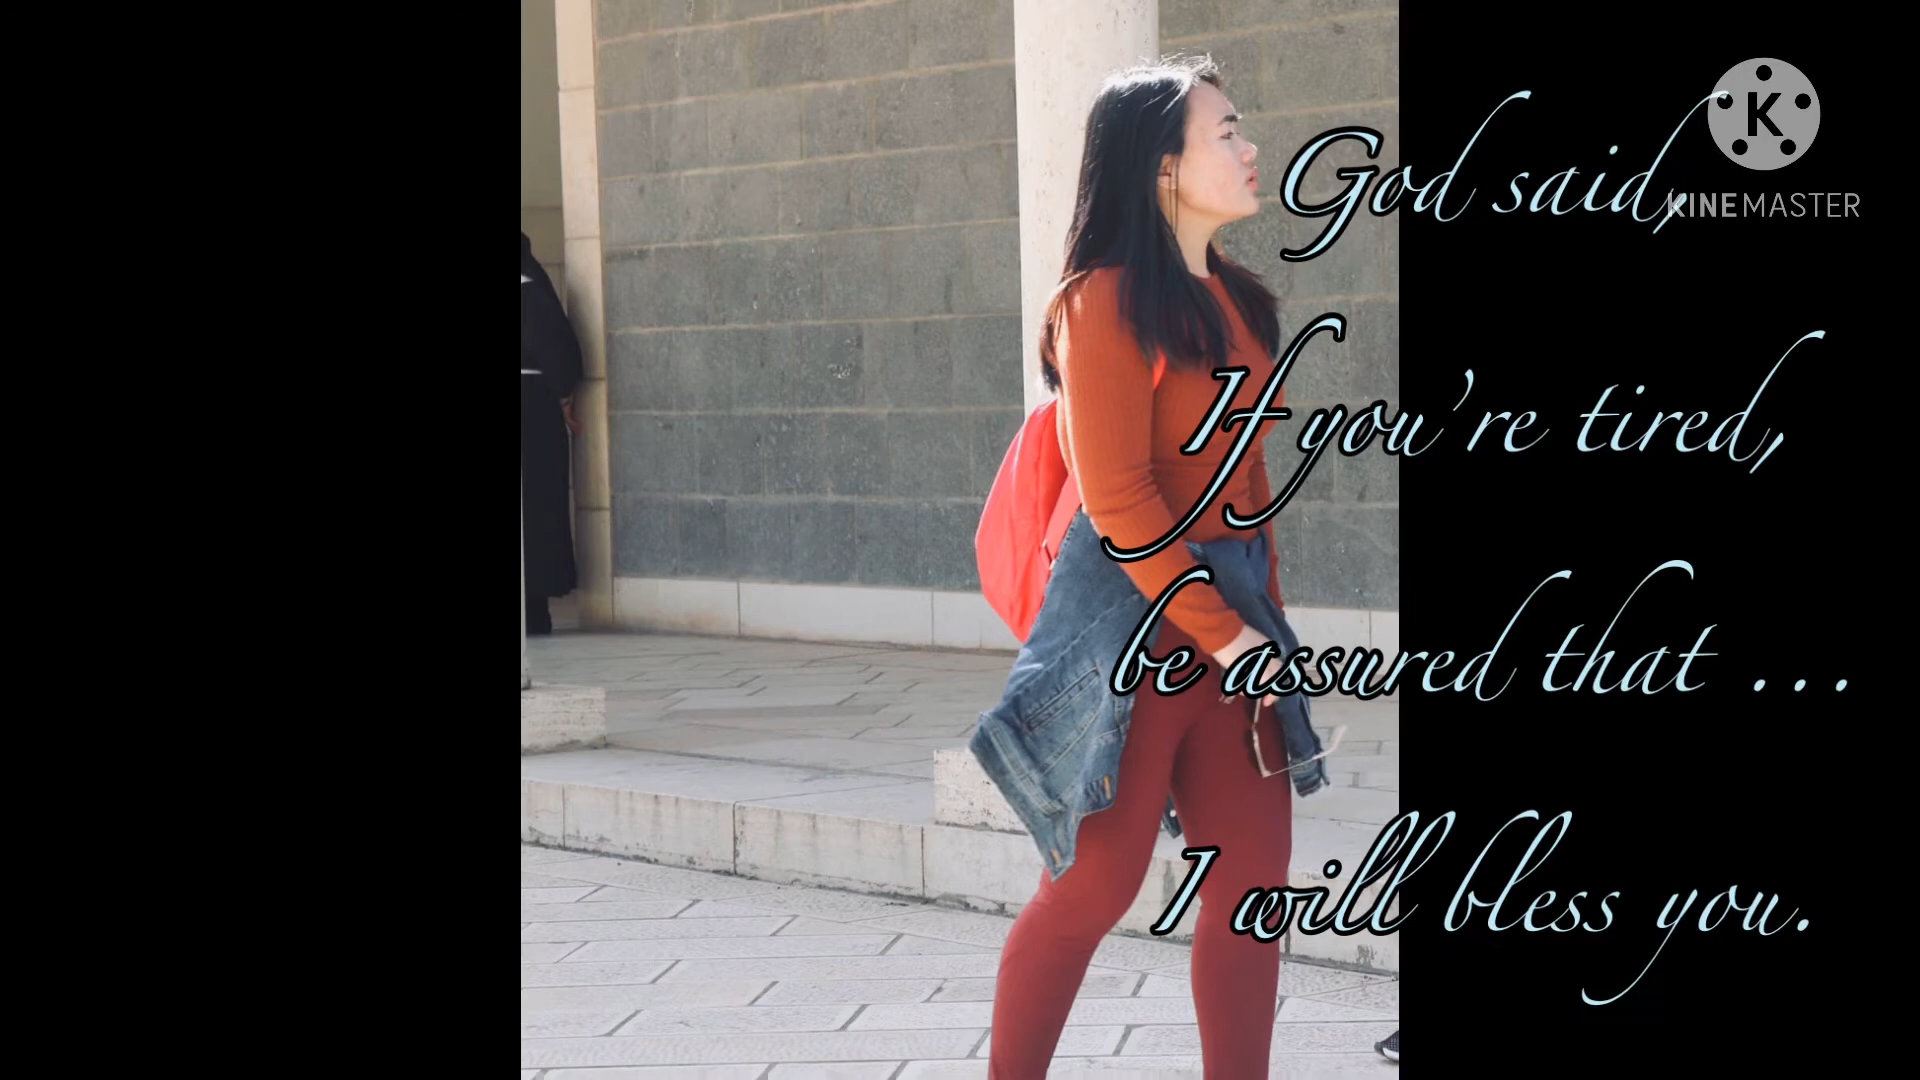 God said,
KINEMASTER
If you're tired,
be assured that ...
I will bless you.